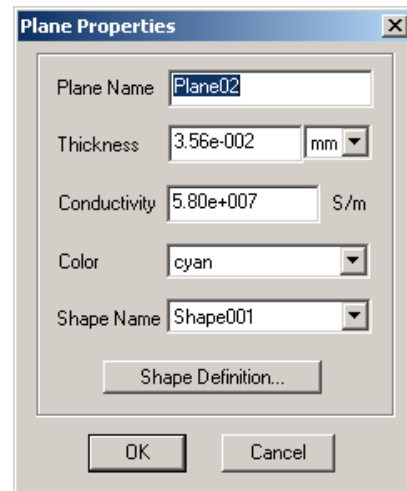 Plane Properties
Plane Name Plane02
Thickness 3.56e-002 mm
Conductivity 5.80e+007 S/m
Color cyan
Shape Name Shape001
Shape Definition...
OK Cancel